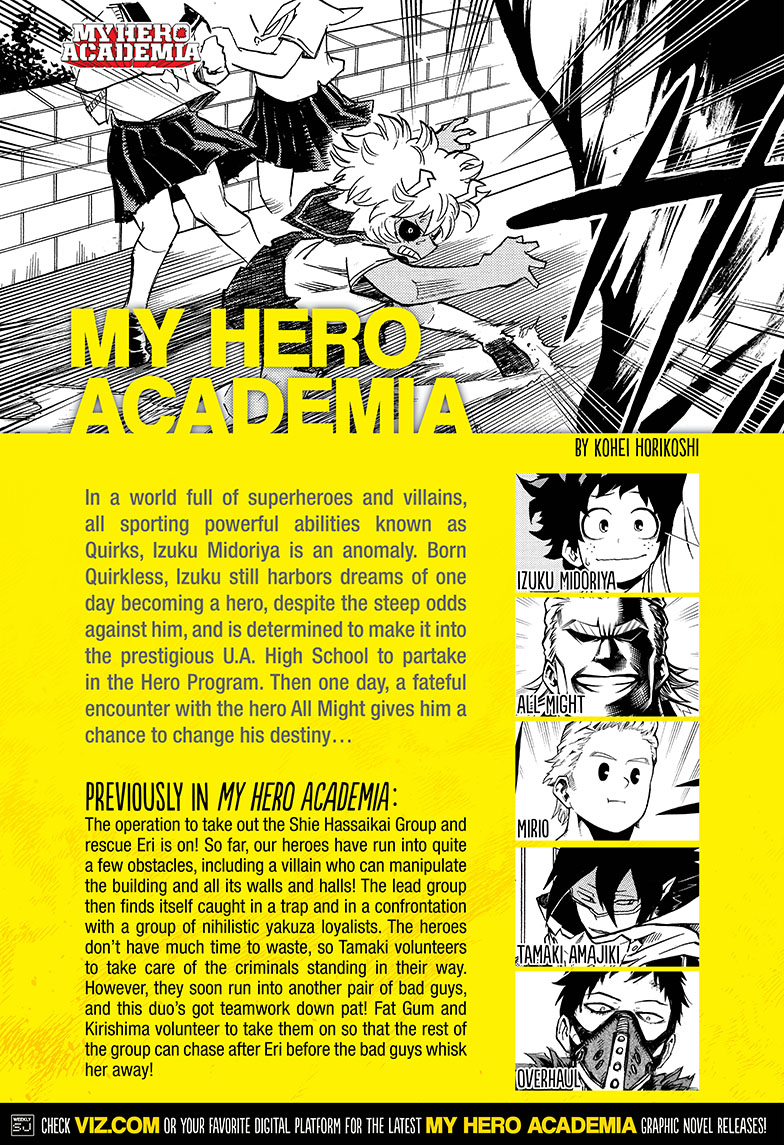 MY HERO
ACADEMIA
MY HERO
ACADEMIA
BY KOHEI HORIKOSHI
In a world full of superheroes and villains,
all sporting powerful abilities known as
Quirks, Izuku Midoriya is an anomaly. Born
Quirkless, Izuku still harbors dreams of one
day becoming a hero, despite the steep odds
against him, and is determined to make it into
the prestigious U.A. High School to partake
in the Hero Program. Then one day, a fateful
encounter with the hero All Might gives him a
chance to change his destiny...
PREVIOUSLY IN MY HERO ACADEMIA:
The operation to take out the Shie Hassaikai Group and
rescue Eri is on! So far, our heroes have run into quite
a few obstacles, including a villain who can manipulate
the building and all its walls and halls! The lead group
then finds itself caught in a trap and in a confrontation
with a group of nihilistic yakuza loyalists. The heroes
don't have much time to waste, so Tamaki volunteers
to take care of the criminals standing in their way.
However, they soon run into another pair of bad guys,
and this duo's got teamwork down pat! Fat Gum and
Kirishima volunteer to take them on so that the rest of
the group can chase after Eri before the bad guys whisk
her away!
IZUKU MIDORIYA
ALL MIGHT
MIRIO
TAMAKI AMAJIKI
OVERHAUL
WEEKLY
SJ
CHECK VIZ.COM OR YOUR FAVORITE DIGITAL PLATFORM FOR THE LATEST MY HERO ACADEMIA GRAPHIC NOVEL RELEASES!